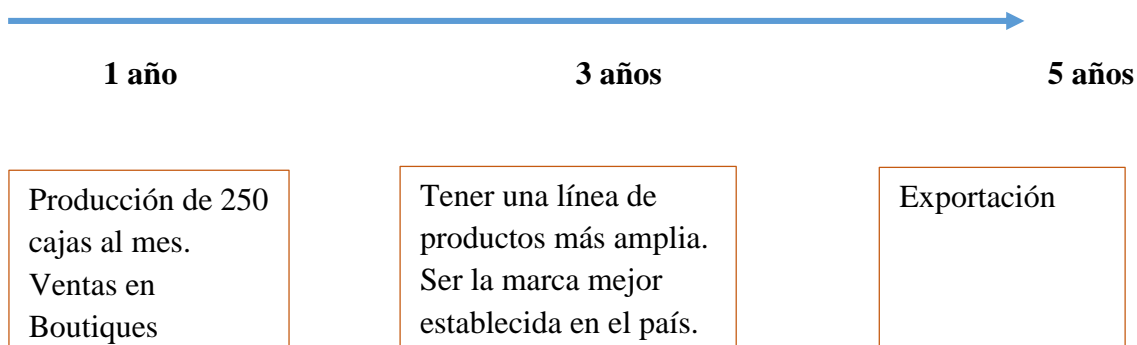 1 año 3 años 5 años
Producción de 250
cajas al mes.
Ventas en
Boutiques
Tener una línea de
productos más amplia.
Ser la marca mejor
establecida en el país.
Exportación